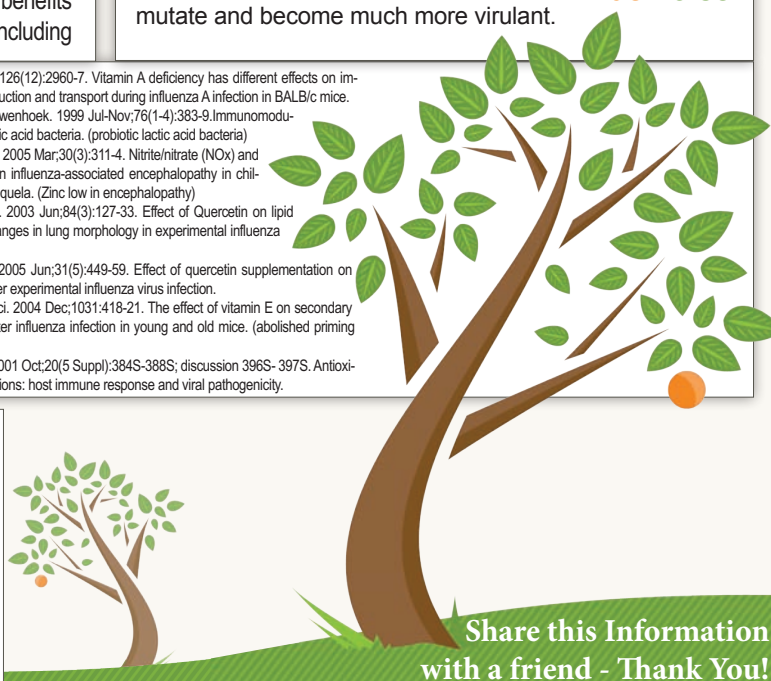 benefits
ncluding
mutate and become much more virulant.
126(12):2960-7. Vitamin A deficiency has different effects on im-
uction and transport during influenza A infection in BALB/c mice.
wenhoek. 1999 Jul-Nov;76(1-4):383-9.Immunomodu-
ic acid bacteria. (probiotic lactic acid bacteria)
2005 Mar;30(3):311-4. Nitrite/nitrate (NOx) and
n influenza-associated encephalopathy in chil-
quela. (Zinc low in encephalopathy)
. 2003 Jun;84(3):127-33. Effect of Quercetin on lipid
nges in lung morphology in experimental influenza
2005 Jun;31(5):449-59. Effect of quercetin supplementation on
er experimental influenza virus infection.
ci. 2004 Dec;1031:418-21. The effect of vitamin E on secondary
ter influenza infection in young and old mice. (abolished priming
001 Oct;20(5 Suppl):384S-388S; discussion 396S- 397S. Antioxi-
ions: host immune response and viral pathogenicity.
Share this Information
with a friend - Thank You!